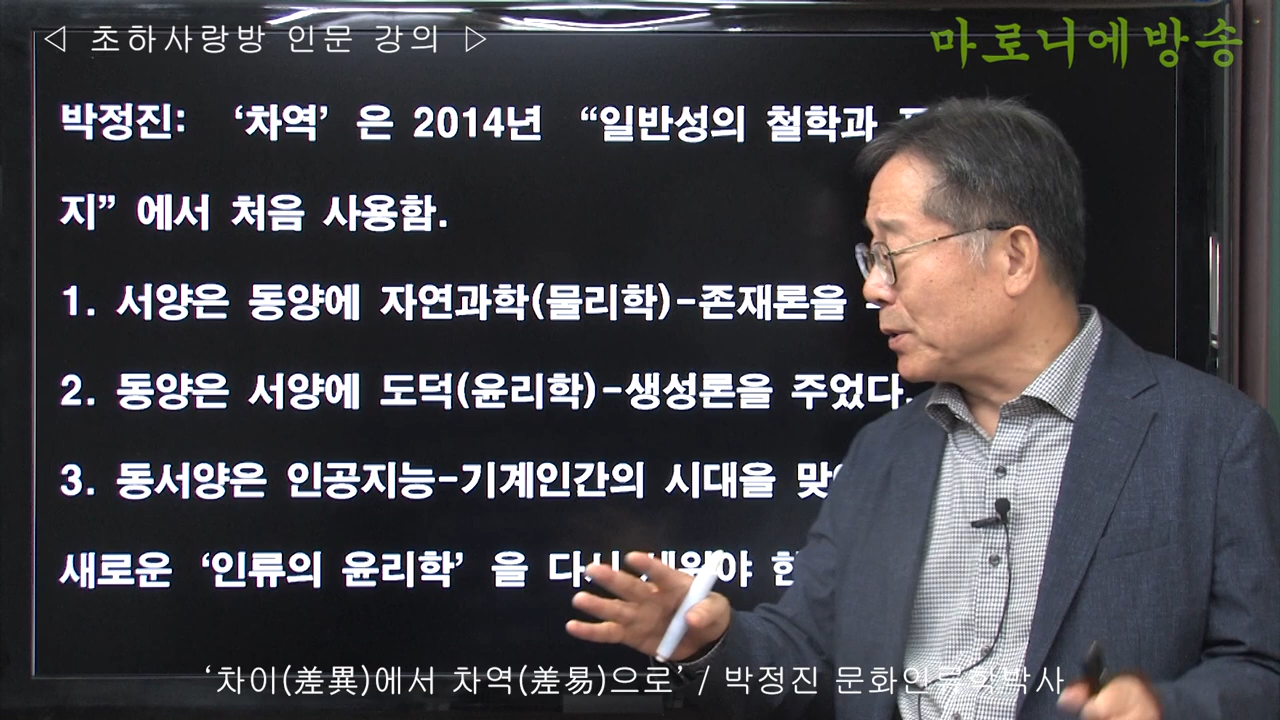 ◁ 초하사랑방 인문 강의 ▷
마로니에방송
박정진: ‘차역’ 은 2014년 “일반성의 철학과
지” 에서 처음 사용함.
1. 서양은 동양에 자연과학(물리학)-존재론을
2. 동양은 서양에 도덕(윤리학)-생성론을 주었다.
3. 동서양은 인공지능-기계인간의 시대를
새로운 ‘인류의 윤리학’ 을
‘차이(差異)에서 차역(差易)으로’ / 박정진 문화인류학박사